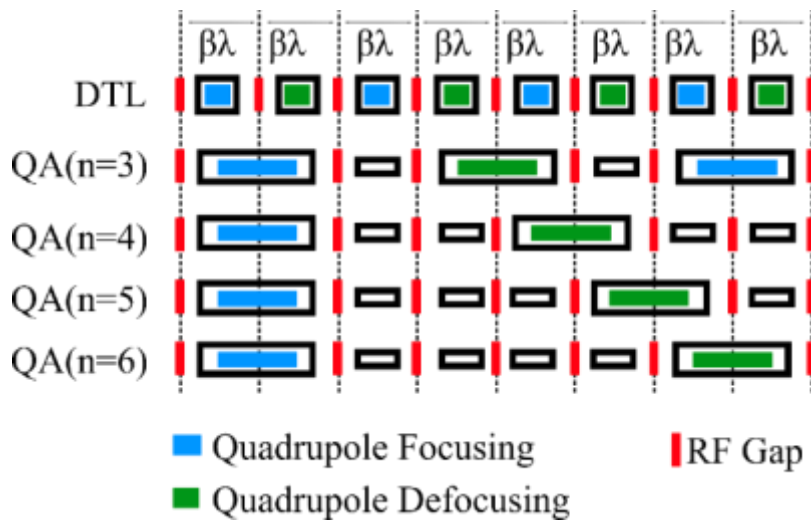 βλ βλ βλ βλ βλ βλ βλ βλ
DTL
QA(n=3)
QA(n=4)
QA(n=5)
QA(n=6)
Quadrupole Focusing RF Gap
Quadrupole Defocusing